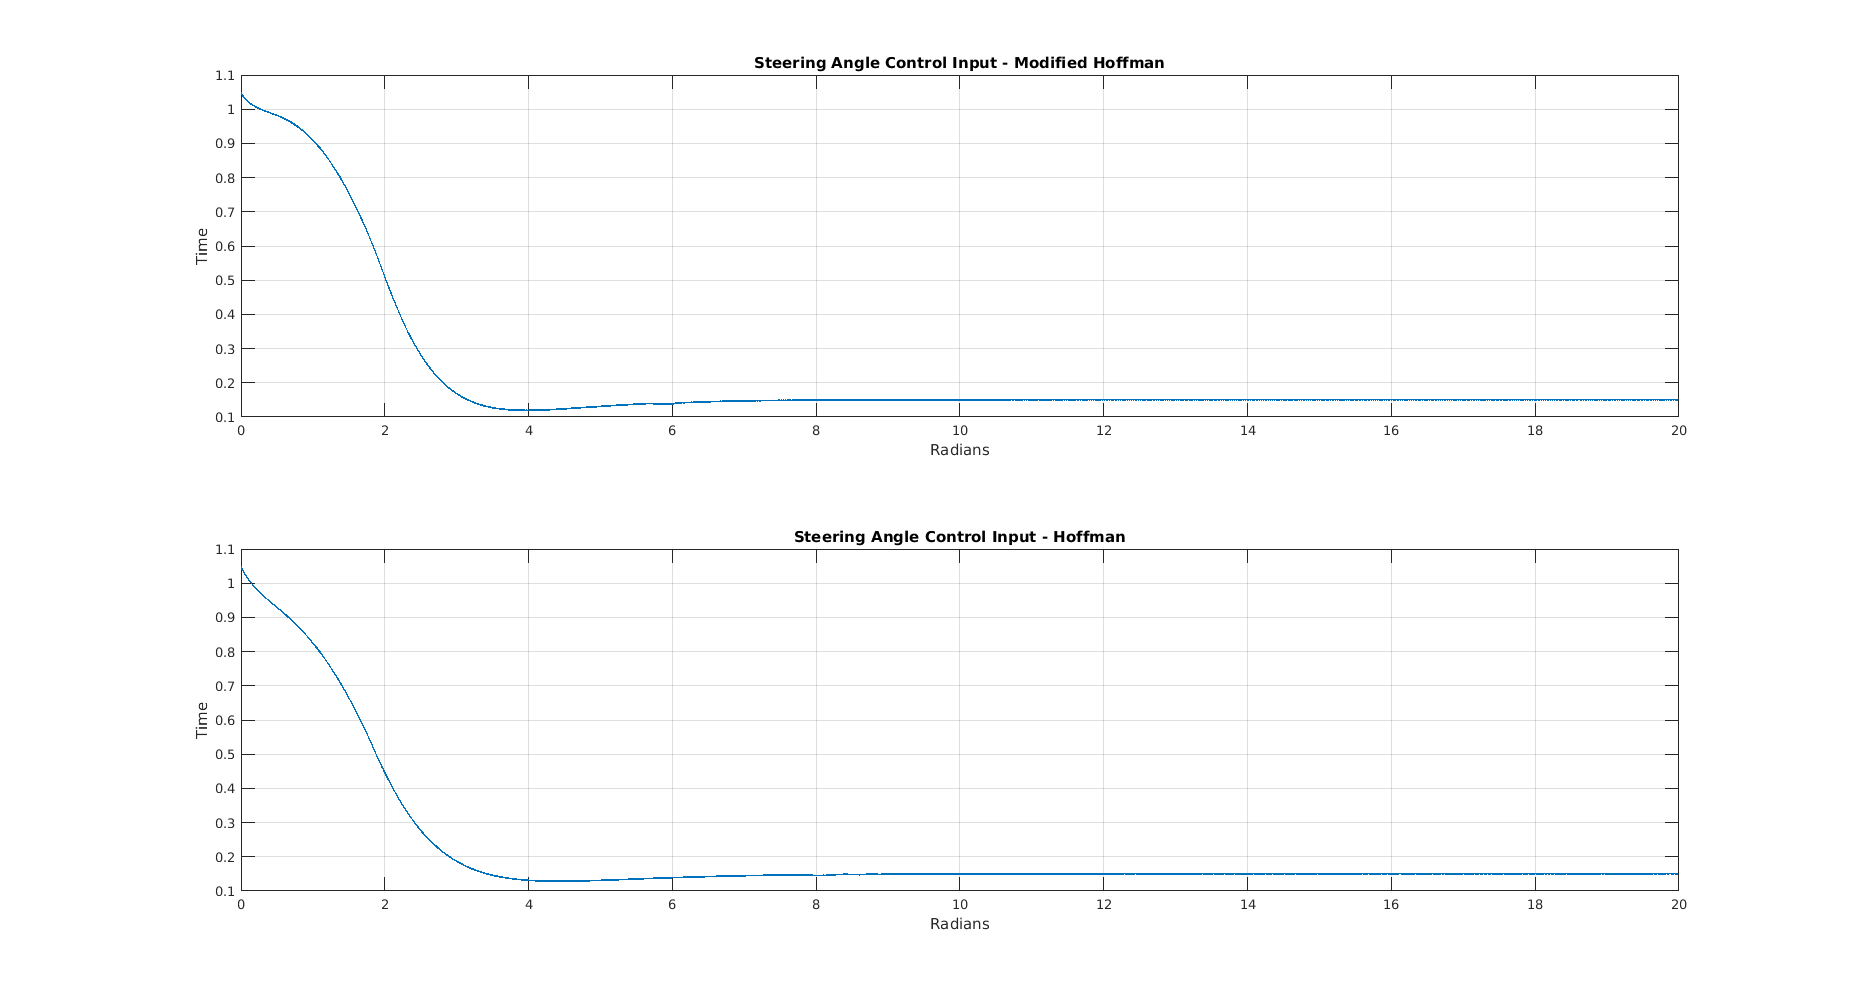 Steering Angle Control Input - Modified Hoffman
1.1
1
0.9
0.8
0.7
0.6
0.5
0.4
0.3
0.2
0.1
Time
0 2 4 6 8 10 12 14 16 18 20
Radians
Steering Angle Control Input - Hoffman
1.1
1
0.9
0.8
0.7
0.6
0.5
0.4
0.3
0.2
0.1
Time
0 2 4 6 8 10 12 14 16 18 20
Radians